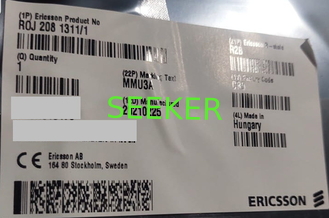 (1P) Ericsson Product No
ROJ 208 1311/1
(Q) Quantity
1
(22P) Marking Text
MMU3A
SEEKER
(4L) Made in
Hungary
CE Ericsson AB
164 80 Stockholm, Sweden
ERICSSON